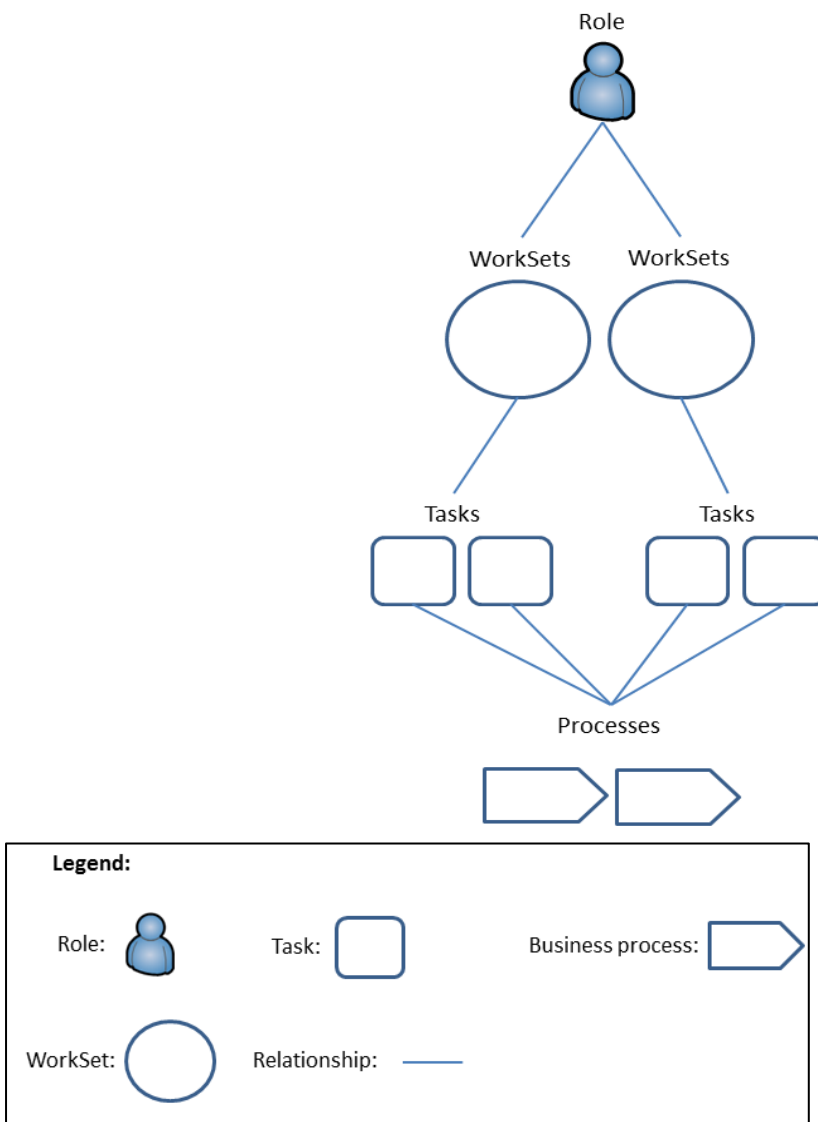 Role
WorkSets WorkSets
Tasks Tasks
Processes
Legend:
Role: Task: Business process:
WorkSet: Relationship: